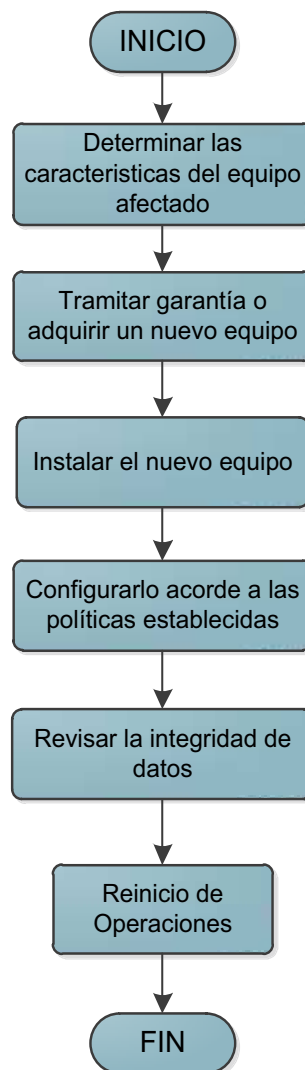 INICIO
Determinar las
caracteristicas del equipo
afectado
Tramitar garantía o
adquirir un nuevo equipo
Instalar el nuevo equipo
Configurarlo acorde a las
políticas establecidas
Revisar la integridad de
datos
Reinicio de
Operaciones
FIN